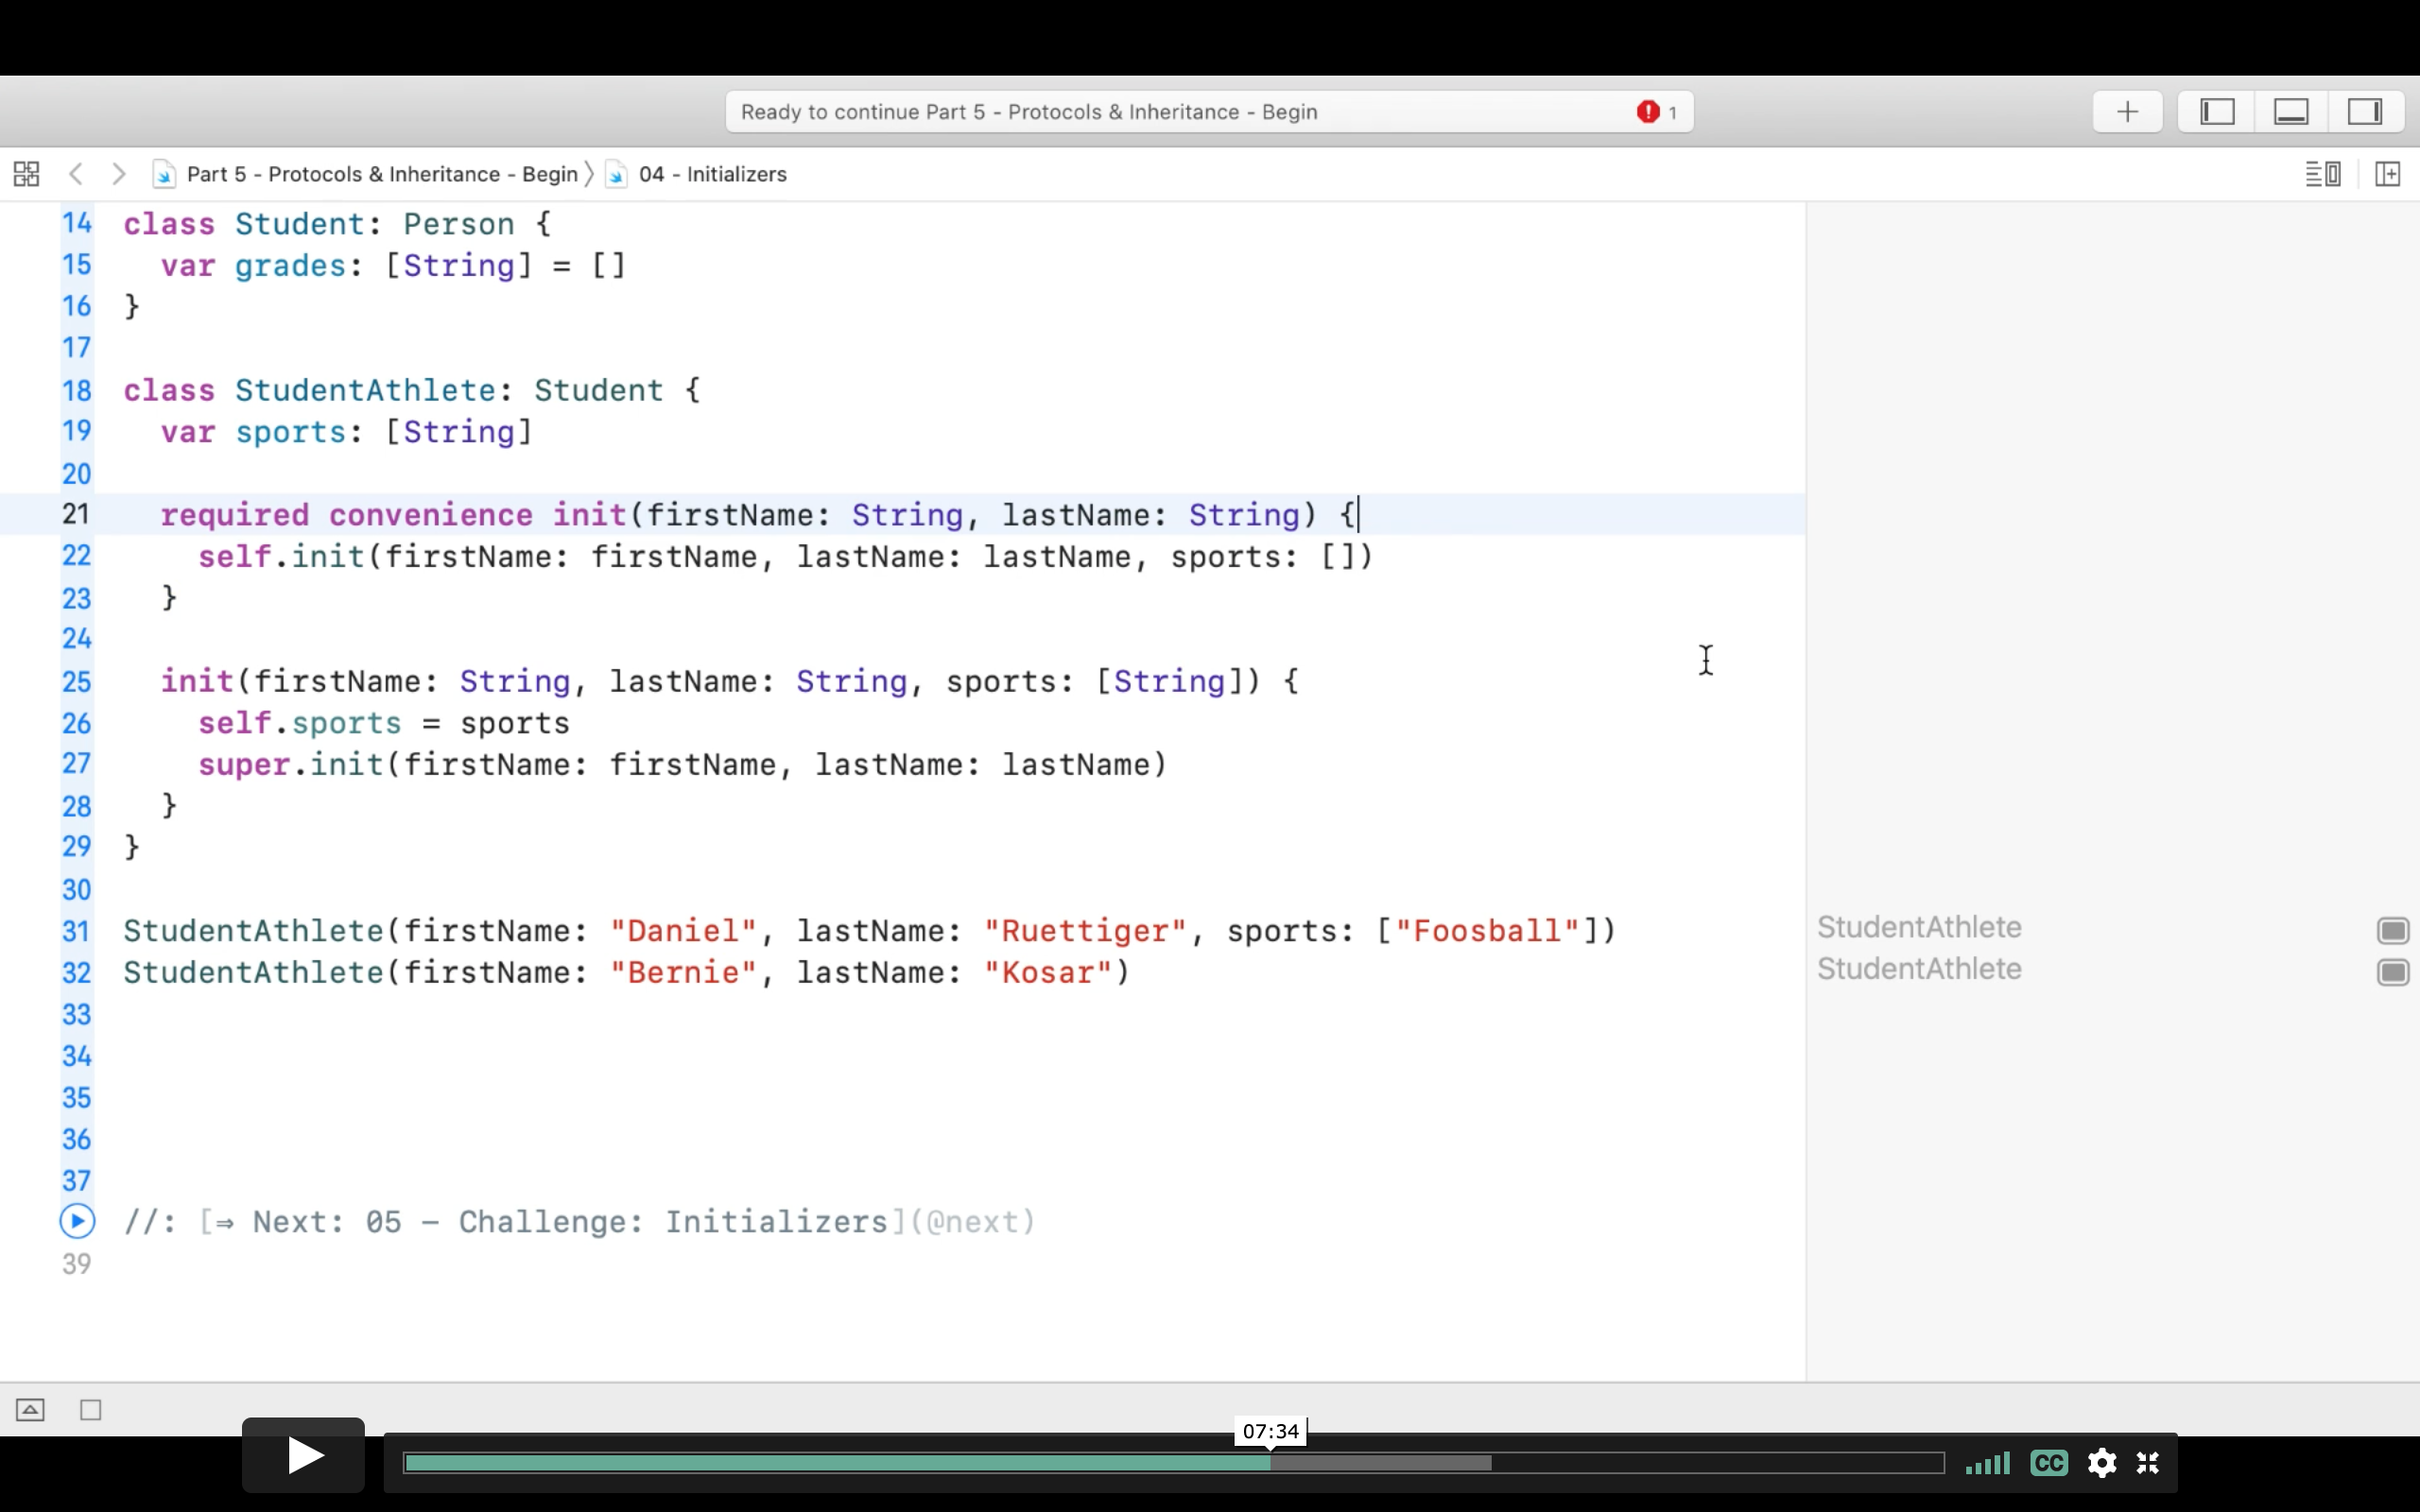 Ready to continue Part 5 - Protocols & Inheritance - Begin 1
Part 5 - Protocols & Inheritance - Begin 〉 04 - Initializers
14 class Student: Person {
15   var grades: [String] = []
16 }
17
18 class StudentAthlete: Student {
19   var sports: [String]
20
21   required convenience init(firstName: String, lastName: String) {
22     self.init(firstName: firstName, lastName: lastName, sports: [])
23   }
24
25   init(firstName: String, lastName: String, sports: [String]) {
26     self.sports = sports
27     super.init(firstName: firstName, lastName: lastName)
28   }
29 }
30
31 StudentAthlete(firstName: "Daniel", lastName: "Ruettiger", sports: ["Foosball"]) StudentAthlete
32 StudentAthlete(firstName: "Bernie", lastName: "Kosar") StudentAthlete
33
34
35
36
37
//: [⇒ Next: 05 – Challenge: Initializers](@next)
39
07:34
CC